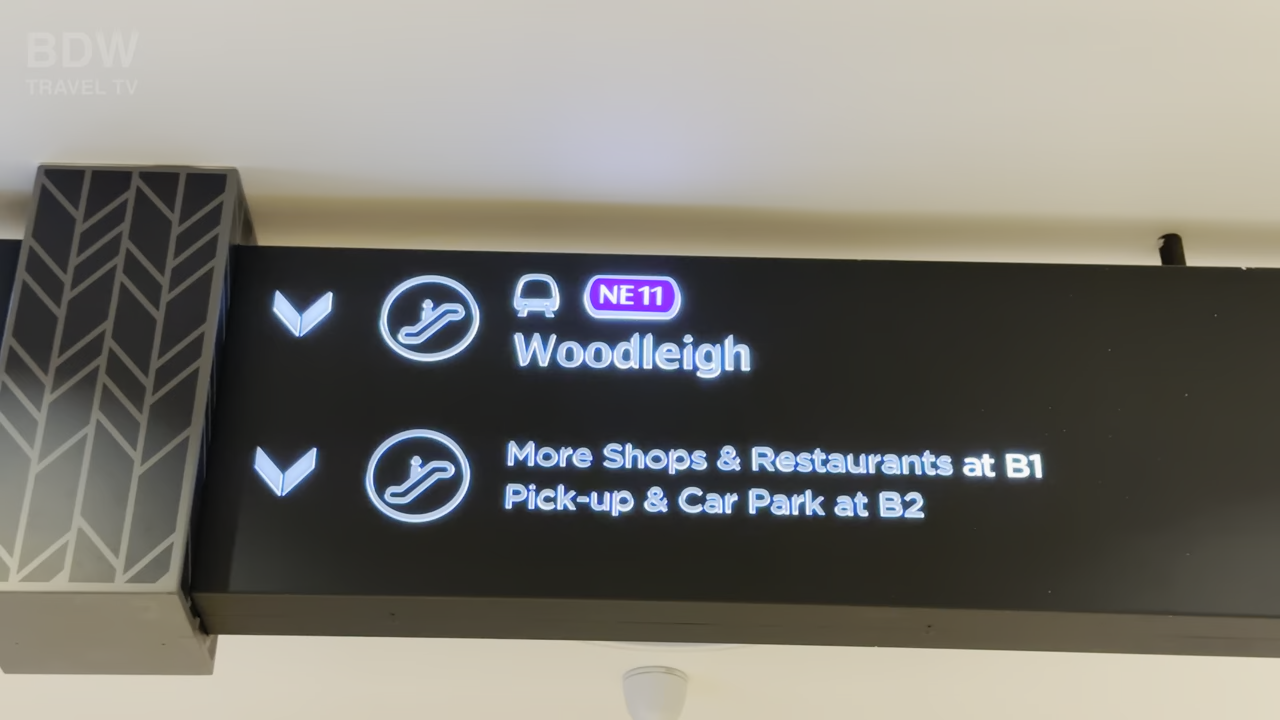 BDW
TRAVEL TV
NE 11
Woodleigh
More Shops & Restaurants at B1
Pick-up & Car Park at B2